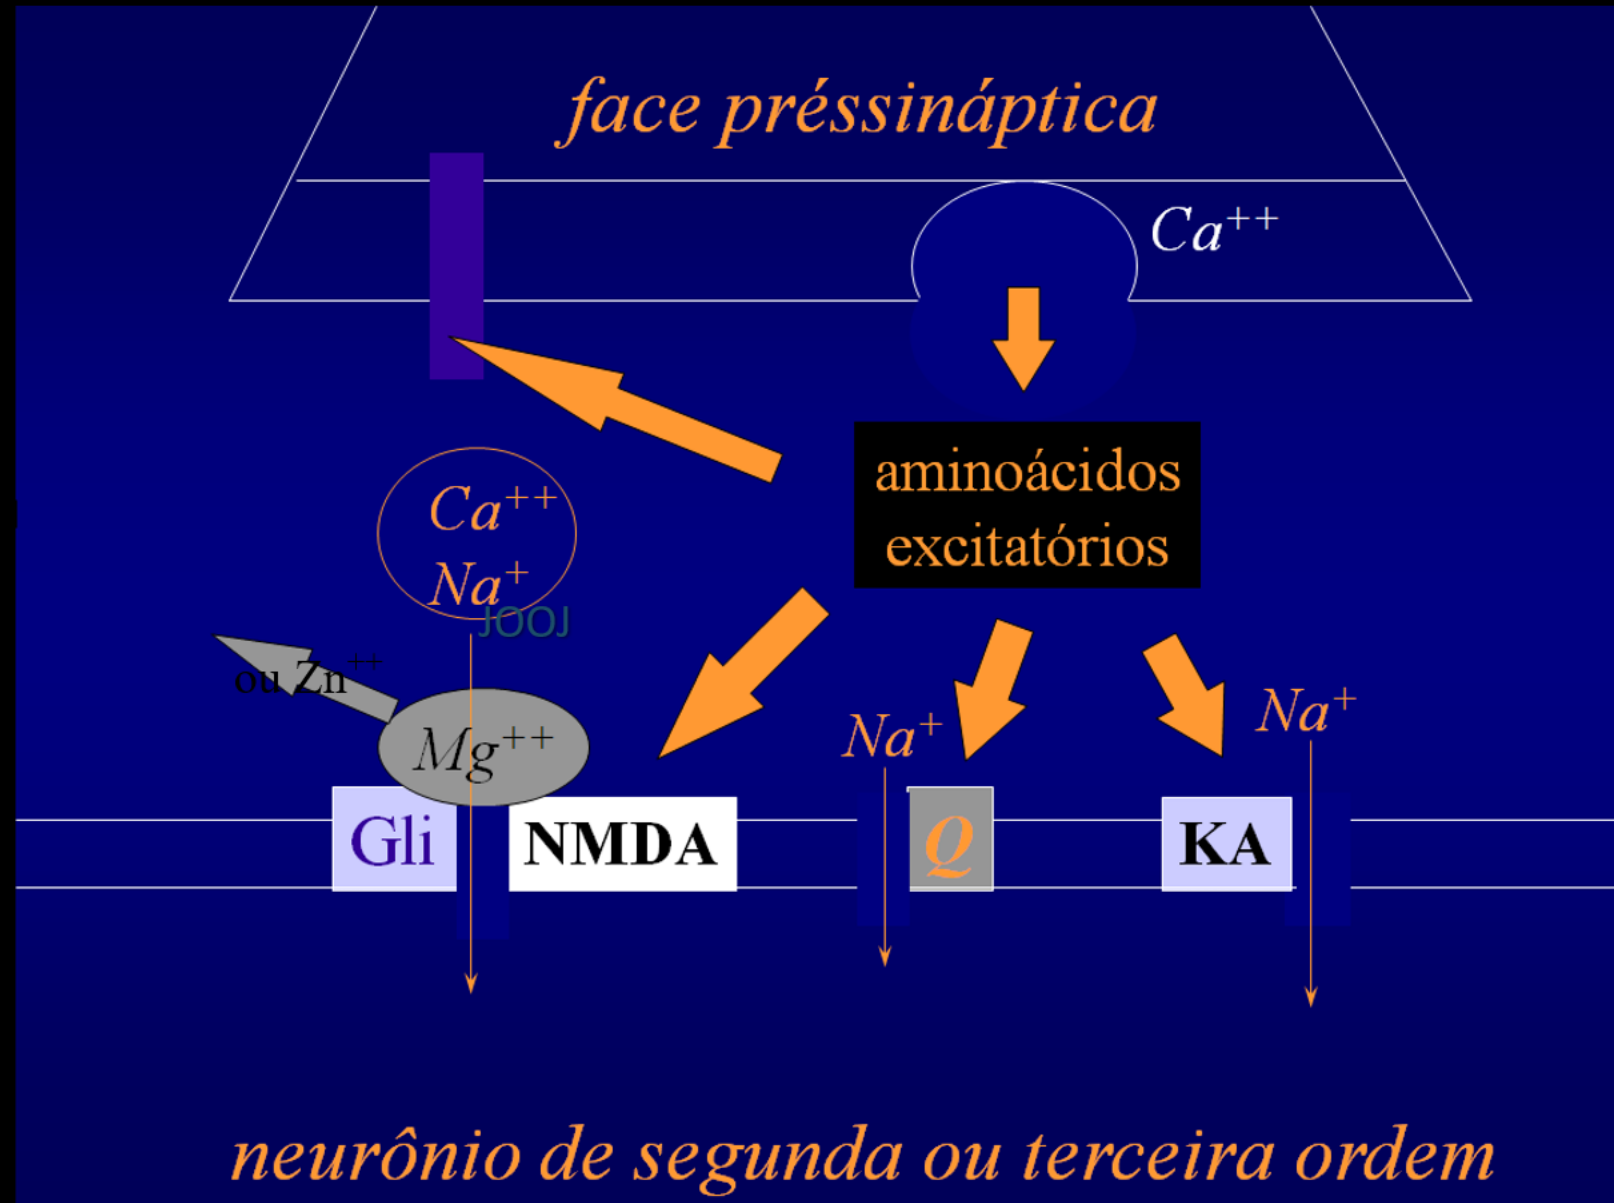 face préssináptica
Ca++
aminoácidos
excitatórios
Ca++
Na+
JOOJ
ou Zn++
Mg++
Na+
Na+
Gli
NMDA
Q
KA
neurônio de segunda ou terceira ordem